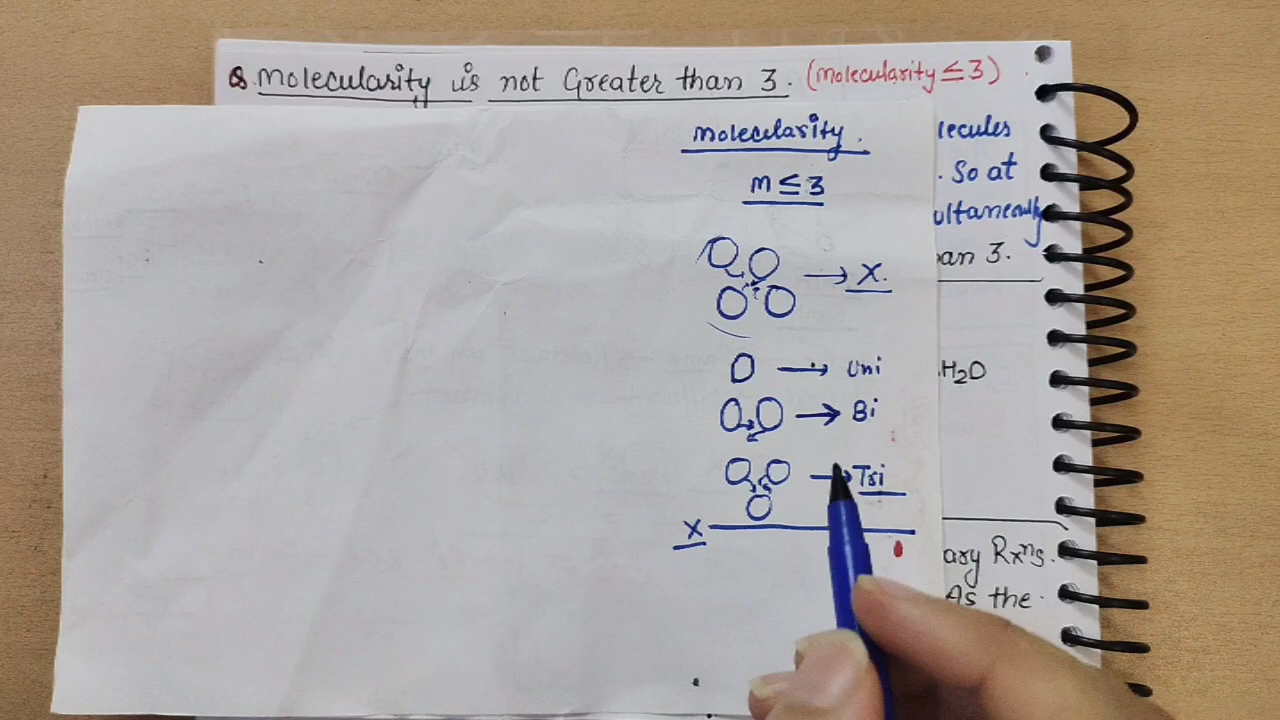 Q. Molecularity is not Greater than 3. (molecularity ≤ 3)
molecularity.
m ≤ 3
→ X.
→ Uni
→ Bi
→ Tri
X
lecules
. So at
ultaneously
an 3.
H2O
ary Rxns.
As the